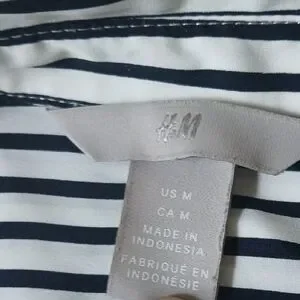 H&M
US M
CA M
MADE IN
INDONESIA
FABRIQUÉ EN
INDONÉSIE